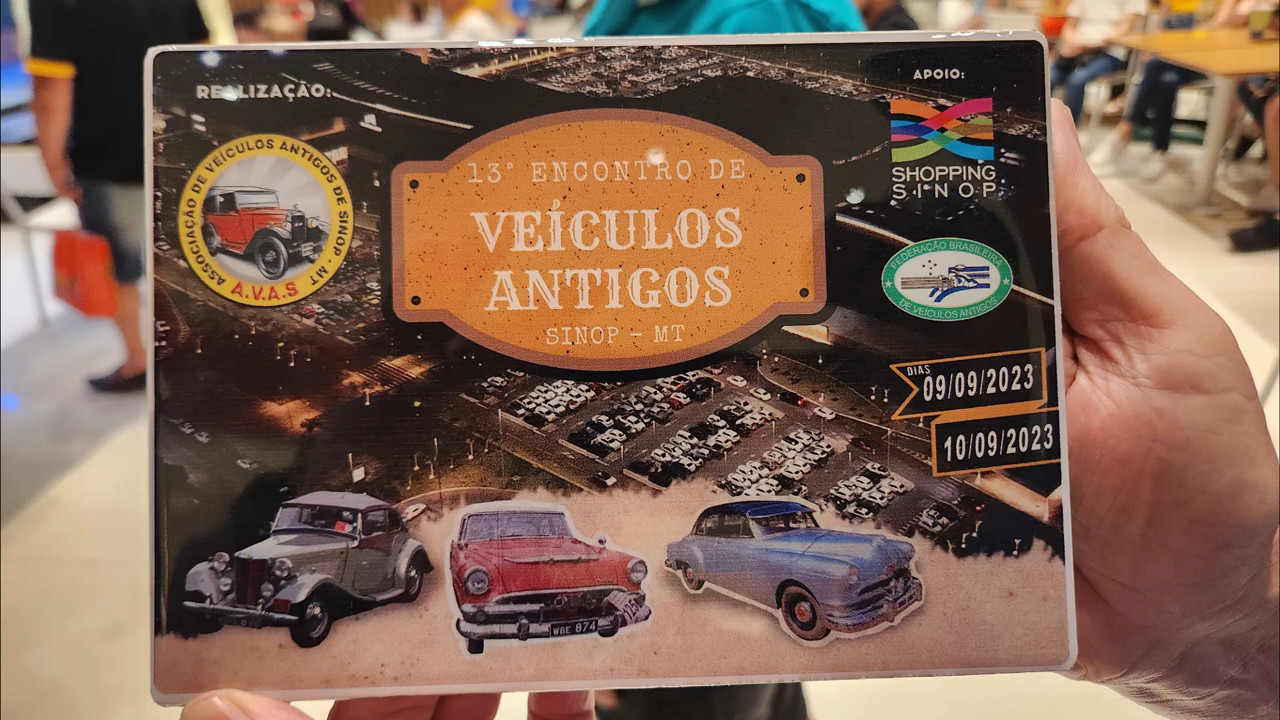 REALIZAÇÃO:
ASSOCIAÇÃO DE VEÍCULOS ANTIGOS DE SINOP - MT
A.V.A.S
13° ENCONTRO DE
VEÍCULOS
ANTIGOS
SINOP - MT
APOIO:
SHOPPING
SINOP
FEDERAÇÃO BRASILEIRA
DE VEÍCULOS ANTIGOS
DIAS
09/09/2023
10/09/2023
WBE 874